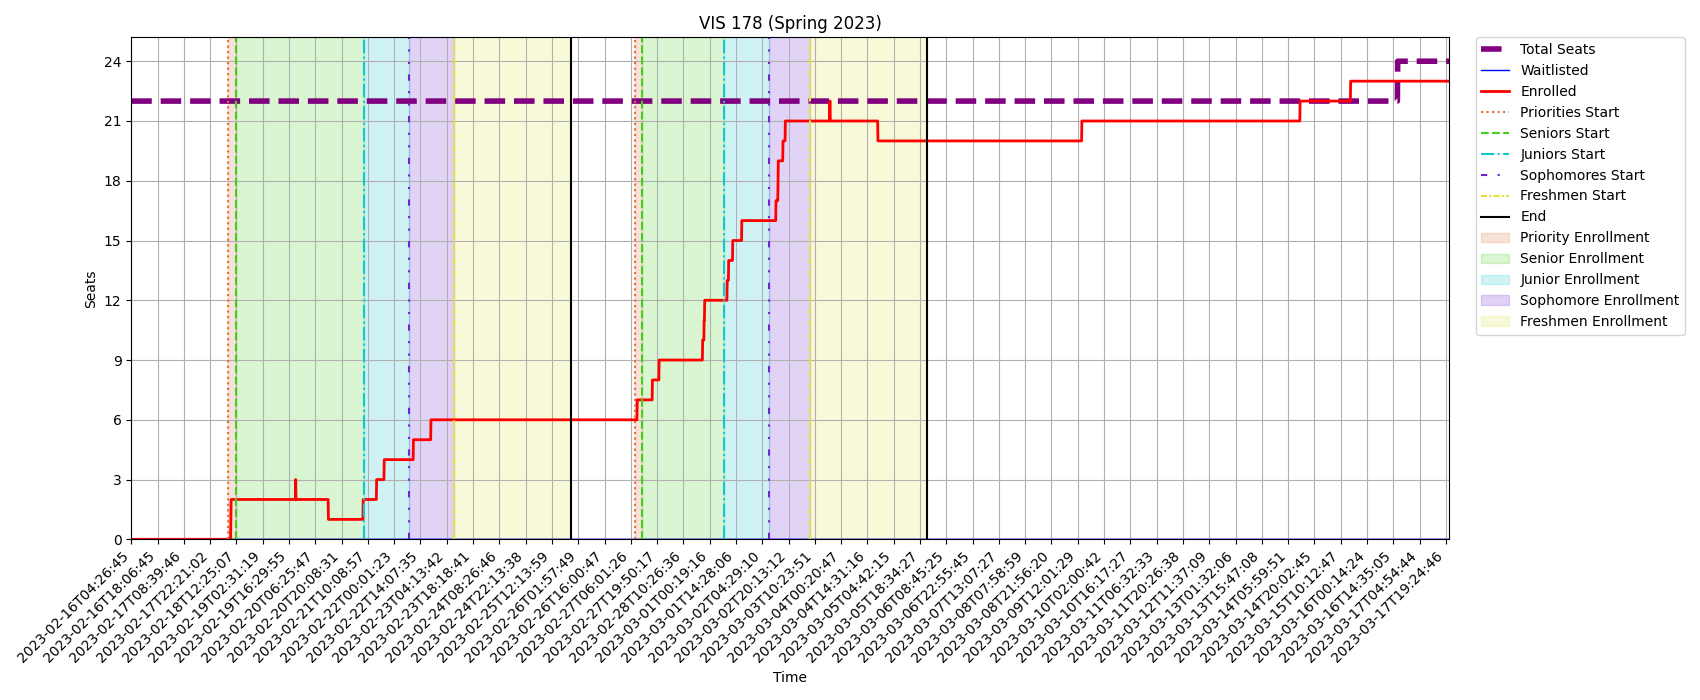 VIS 178 (Spring 2023)
Total Seats
Waitlisted
Enrolled
Priorities Start
Seniors Start
Juniors Start
Sophomores Start
Freshmen Start
End
Priority Enrollment
Senior Enrollment
Junior Enrollment
Sophomore Enrollment
Freshmen Enrollment
Seats
24
21
18
15
12
9
6
3
0
2023-02-16T04:26:45
2023-02-16T18:06:45
2023-02-17T08:39:46
2023-02-17T22:21:02
2023-02-18T12:25:07
2023-02-19T02:31:19
2023-02-19T16:29:55
2023-02-20T06:25:47
2023-02-20T20:08:31
2023-02-21T10:08:57
2023-02-22T00:01:23
2023-02-22T14:07:35
2023-02-23T04:13:42
2023-02-23T18:18:41
2023-02-24T08:26:46
2023-02-24T22:13:38
2023-02-25T12:13:59
2023-02-26T01:57:49
2023-02-26T16:00:47
2023-02-27T06:01:26
2023-02-27T19:50:17
2023-02-28T10:26:36
2023-03-01T00:19:16
2023-03-01T14:28:06
2023-03-02T04:29:10
2023-03-02T20:13:12
2023-03-03T10:23:51
2023-03-04T00:20:47
2023-03-04T14:31:16
2023-03-05T04:42:15
2023-03-05T18:34:27
2023-03-06T08:45:25
2023-03-06T22:55:45
2023-03-07T13:07:27
2023-03-08T07:58:59
2023-03-08T21:56:20
2023-03-09T12:01:29
2023-03-10T02:00:42
2023-03-10T16:17:27
2023-03-11T06:32:33
2023-03-11T20:26:38
2023-03-12T11:37:09
2023-03-13T01:32:06
2023-03-13T15:47:08
2023-03-14T05:59:51
2023-03-14T20:02:45
2023-03-15T10:12:47
2023-03-16T00:14:24
2023-03-16T14:35:05
2023-03-17T04:54:44
2023-03-17T19:24:46
Time